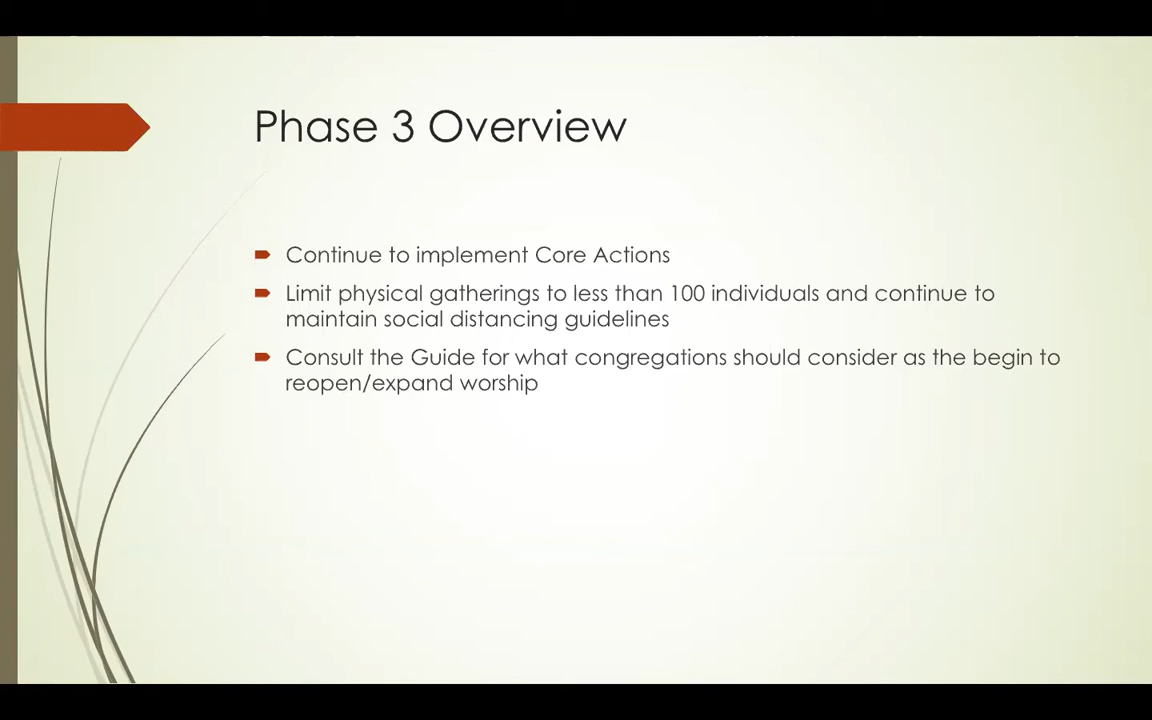 Phase 3 Overview
Continue to implement Core Actions
Limit physical gatherings to less than 100 individuals and continue to
maintain social distancing guidelines
Consult the Guide for what congregations should consider as the begin to
reopen/expand worship